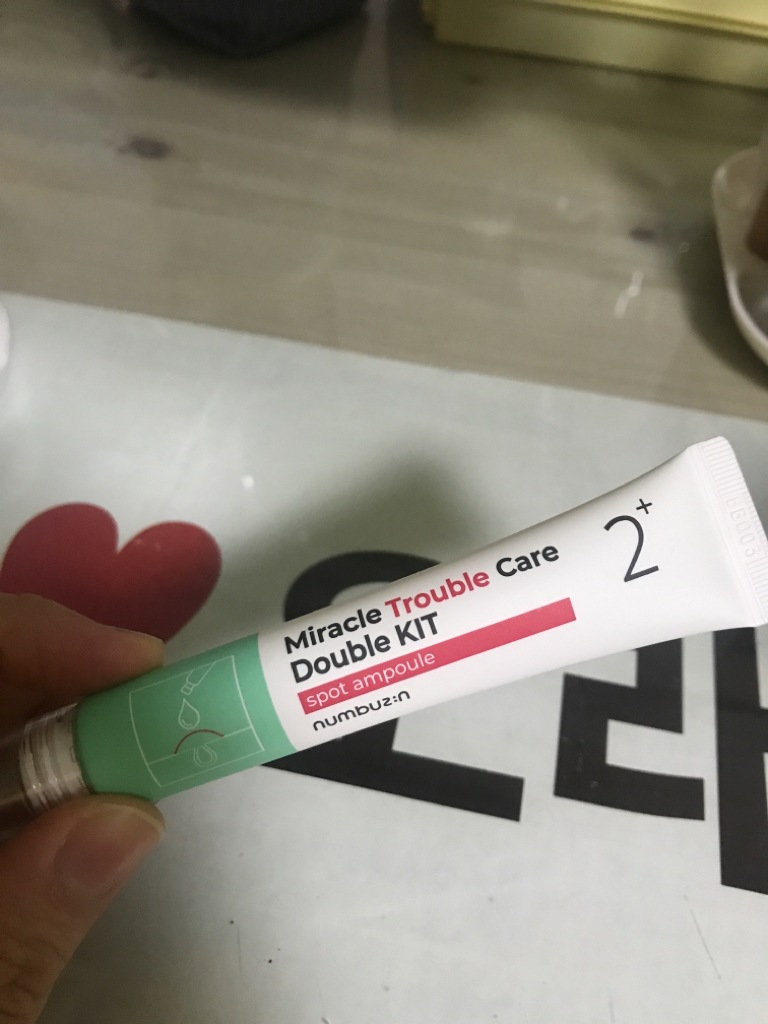 2+
Miracle Trouble Care
Double KIT
spot ampoule
numbuz:n